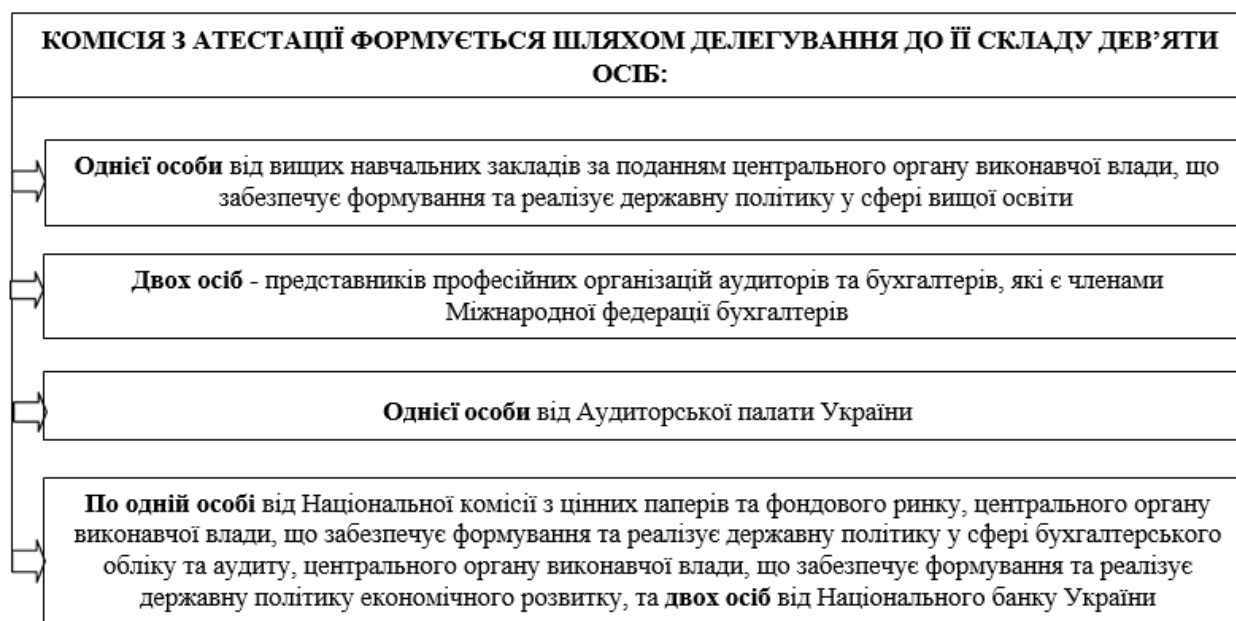 КОМІСІЯ З АТЕСТАЦІЇ ФОРМУЄТЬСЯ ШЛЯХОМ ДЕЛЕГУВАННЯ ДО ЇЇ СКЛАДУ ДЕВ’ЯТИ
ОСІБ:
Однієї особи від вищих навчальних закладів за поданням центрального органу виконавчої влади, що
забезпечує формування та реалізує державну політику у сфері вищої освіти
Двох осіб - представників професійних організацій аудиторів та бухгалтерів, які є членами
Міжнародної федерації бухгалтерів
Однієї особи від Аудиторської палати України
По одній особі від Національної комісії з цінних паперів та фондового ринку, центрального органу
виконавчої влади, що забезпечує формування та реалізує державну політику у сфері бухгалтерського
обліку та аудиту, центрального органу виконавчої влади, що забезпечує формування та реалізує
державну політику економічного розвитку, та двох осіб від Національного банку України